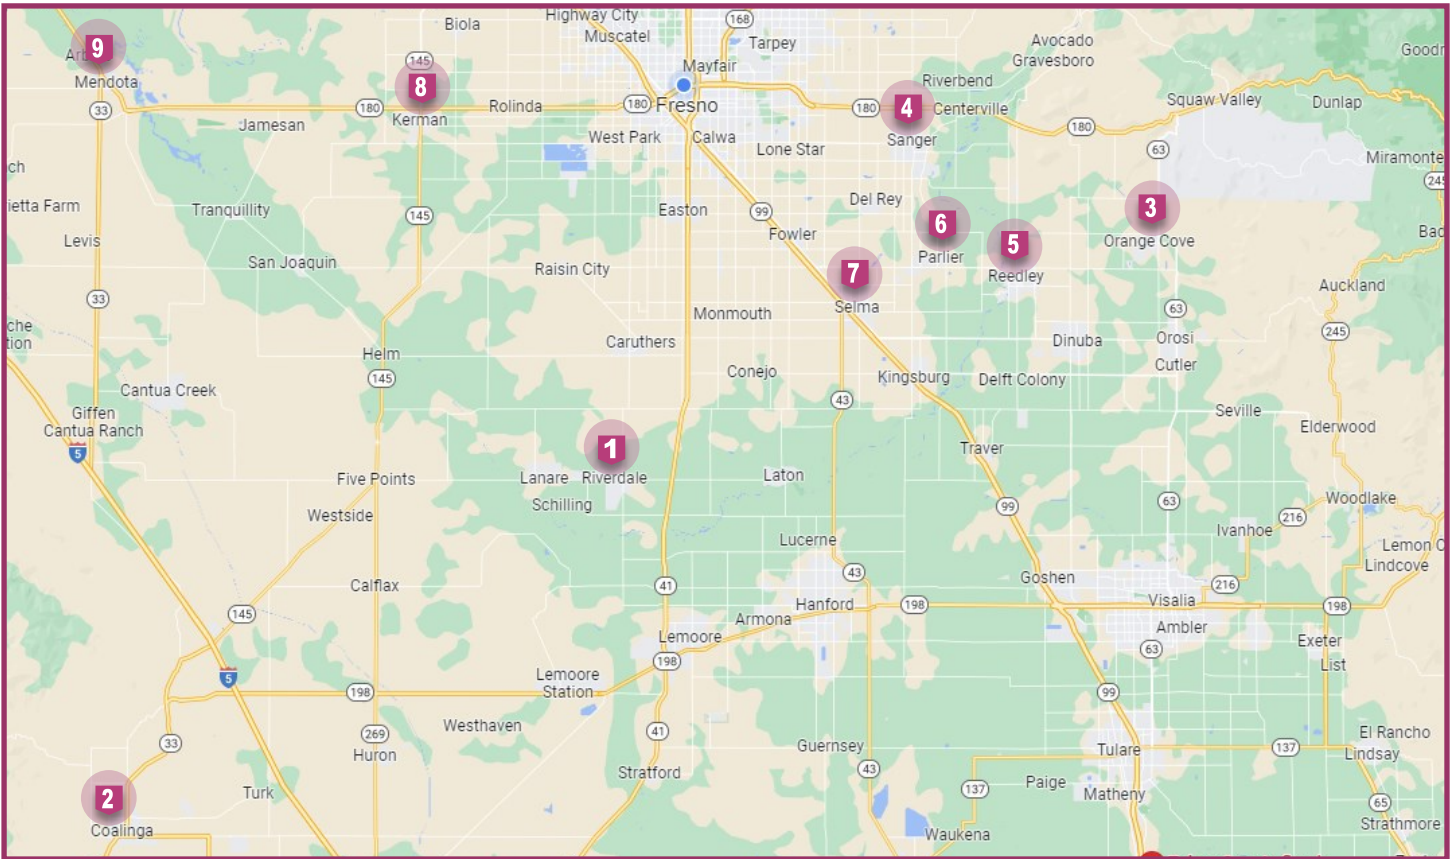 Biola
Highway City
Muscatel
168
Tarpey
Avocado
Gravesboro
9
Mendota
145
8
Kerman
Mayfair
Riverbend
33
180
Jamesan
Rolinda
180
Fresno
180
4
Centerville
Sanger
180
Squaw Valley
Dunlap
63
West Park
Calwa
Lone Star
Miramonte
245
Tranquillity
145
Easton
99
Fowler
Del Rey
6
Parlier
5
Reedley
3
Orange Cove
Levis
San Joaquin
Raisin City
7
Selma
Auckland
33
Monmouth
63
245
Helm
145
Caruthers
Conejo
Dinuba
Orosi
Cutler
Cantua Creek
Kingsburg
Delft Colony
43
Seville
Giffen
Cantua Ranch
5
1
Elderwood
Five Points
Lanare
Riverdale
Schilling
Laton
Traver
Westside
99
63
Woodlake
216
Ivanhoe
Lucerne
Lindcove
Calflax
41
43
Goshen
216
145
Hanford
198
Visalia
198
Armona
Ambler
Lemoore
198
63
Exeter
List
5
198
Lemoore
Station
99
Westhaven
41
33
269
Huron
Guernsey
Tulare
137
El Rancho
Lindsay
Stratford
43
2
Coalinga
Turk
137
Paige
Matheny
65
Strathmore
Waukena